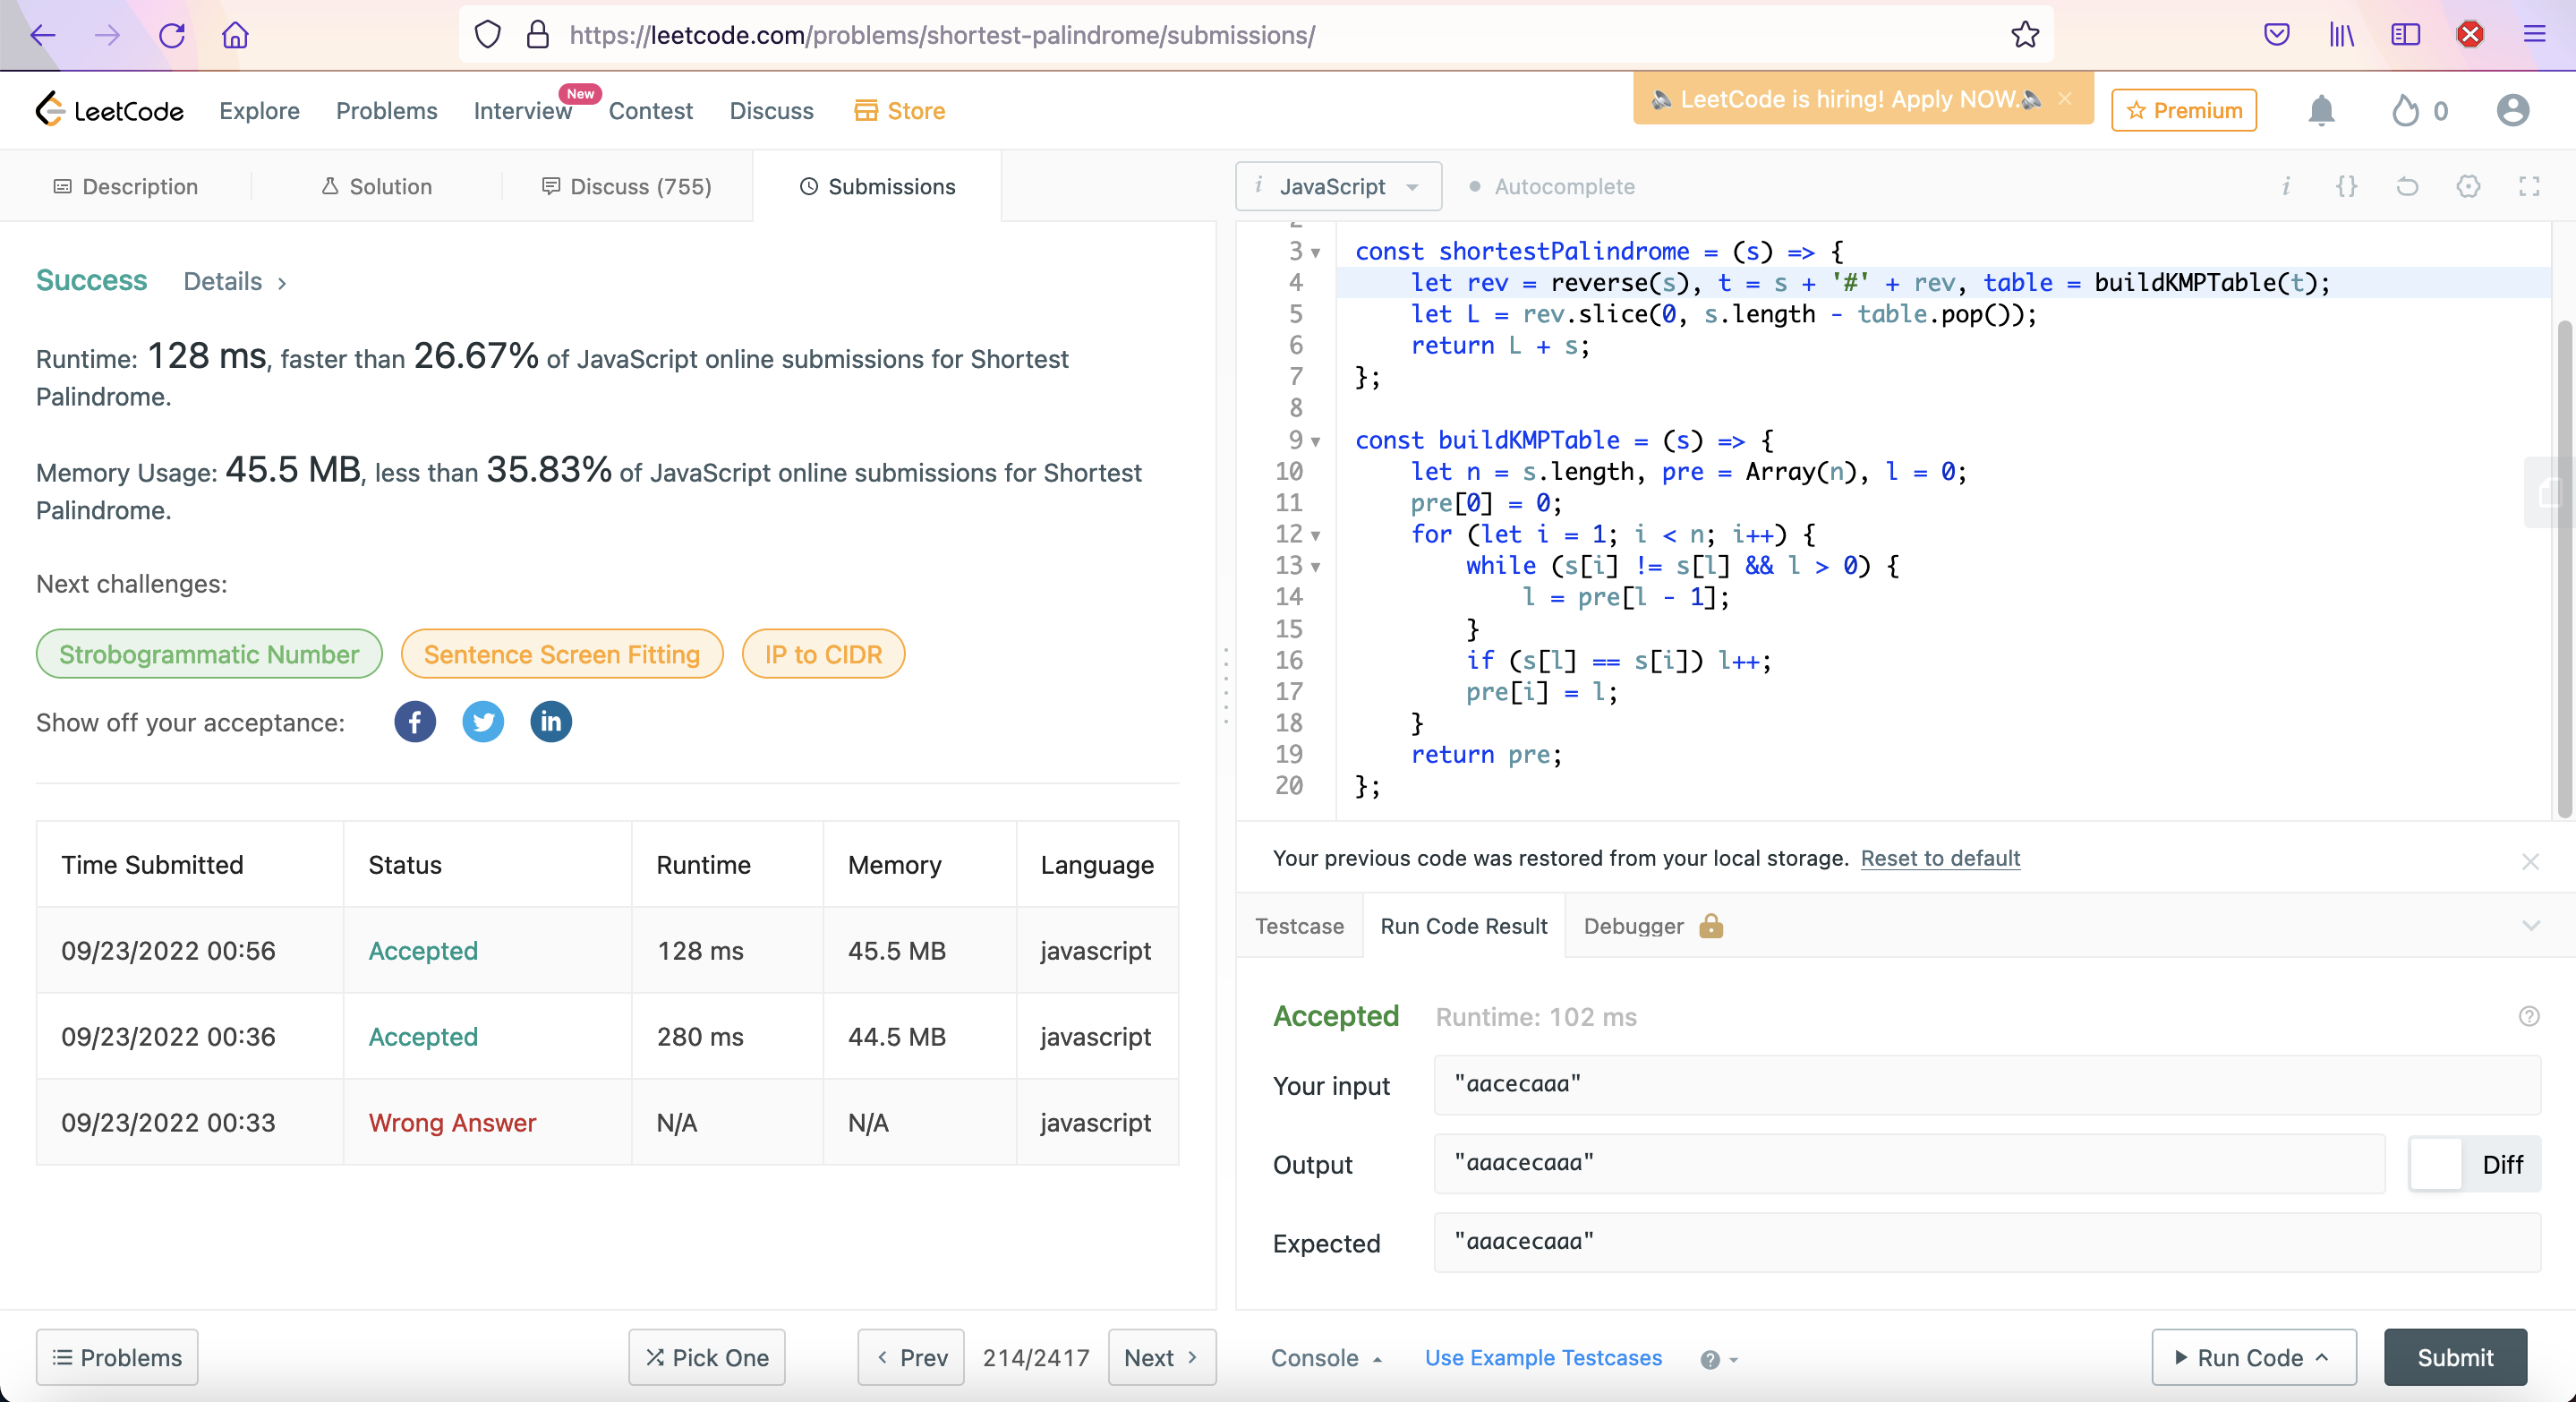 https://leetcode.com/problems/shortest-palindrome/submissions/
LeetCode
Explore
Problems
Interview
New
Contest
Discuss
Store
LeetCode is hiring! Apply NOW.
Premium
0
Description
Solution
Discuss (755)
Submissions
i JavaScript
Autocomplete
i
{}
Success
Details
Runtime: 128 ms, faster than 26.67% of JavaScript online submissions for Shortest
Palindrome.
Memory Usage: 45.5 MB, less than 35.83% of JavaScript online submissions for Shortest
Palindrome.
Next challenges:
Strobogrammatic Number
Sentence Screen Fitting
IP to CIDR
Show off your acceptance:
Time Submitted Status Runtime Memory Language
09/23/2022 00:56 Accepted 128 ms 45.5 MB javascript
09/23/2022 00:36 Accepted 280 ms 44.5 MB javascript
09/23/2022 00:33 Wrong Answer N/A N/A javascript
3 const shortestPalindrome = (s) => {
4 let rev = reverse(s), t = s + '#' + rev, table = buildKMPTable(t);
5 let L = rev.slice(0, s.length - table.pop());
6 return L + s;
7 };
8
9 const buildKMPTable = (s) => {
10 let n = s.length, pre = Array(n), l = 0;
11 pre[0] = 0;
12 for (let i = 1; i < n; i++) {
13 while (s[i] != s[l] && l > 0) {
14 l = pre[l - 1];
15 }
16 if (s[l] == s[i]) l++;
17 pre[i] = l;
18 }
19 return pre;
20 };
Your previous code was restored from your local storage. Reset to default
Testcase
Run Code Result
Debugger
Accepted Runtime: 102 ms
Your input "aacecaaa"
Output "aaacecaaa"
Diff
Expected "aaacecaaa"
Problems
Pick One
Prev
214/2417
Next
Console
Use Example Testcases
Run Code
Submit